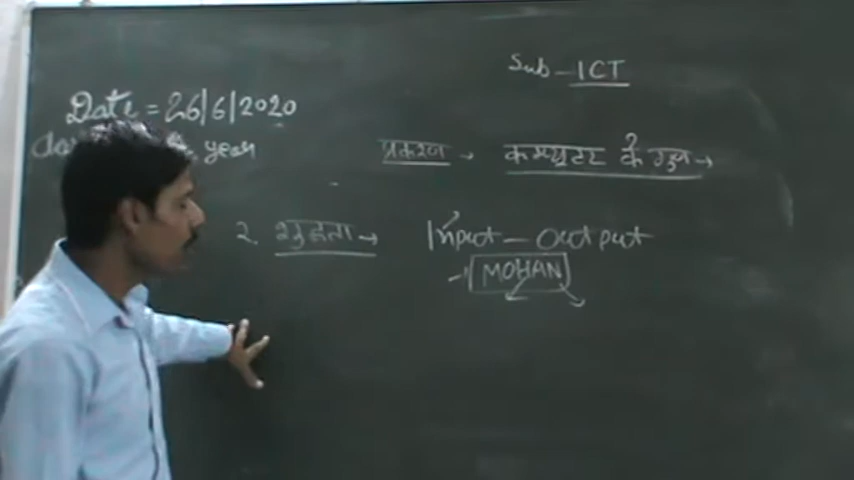 Sub - ICT
Date = 26/6/2020
year
प्रकरण → कम्प्युटर के गुण →
2. शुद्धता → Input - Output
MOHAN